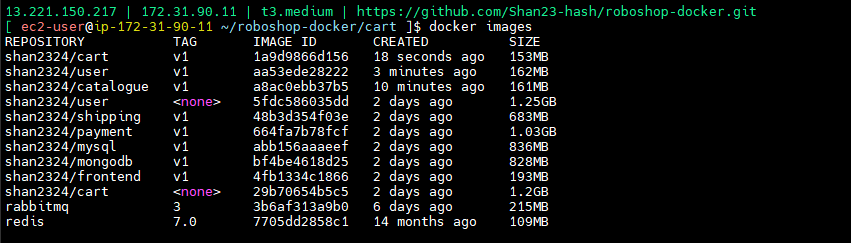 13.221.150.217 | 172.31.90.11 | t3.medium | https://github.com/Shan23-hash/roboshop-docker.git
[ ec2-user@ip-172-31-90-11 ~/roboshop-docker/cart ]$ docker images
REPOSITORY TAG IMAGE ID CREATED SIZE
shan2324/cart v1 1a9d9866d156 18 seconds ago 153MB
shan2324/user v1 aa53ede28222 3 minutes ago 162MB
shan2324/catalogue v1 a8ac0ebb37b5 10 minutes ago 161MB
shan2324/user <none> 5fdc586035dd 2 days ago 1.25GB
shan2324/shipping v1 48b3d354f03e 2 days ago 683MB
shan2324/payment v1 664fa7b78fcf 2 days ago 1.03GB
shan2324/mysql v1 abb156aaaeef 2 days ago 836MB
shan2324/mongodb v1 bf4be4618d25 2 days ago 828MB
shan2324/frontend v1 4fb1334c1866 2 days ago 193MB
shan2324/cart <none> 29b70654b5c5 2 days ago 1.2GB
rabbitmq 3 3b6af313a9b0 6 days ago 215MB
redis 7.0 7705dd2858c1 14 months ago 109MB